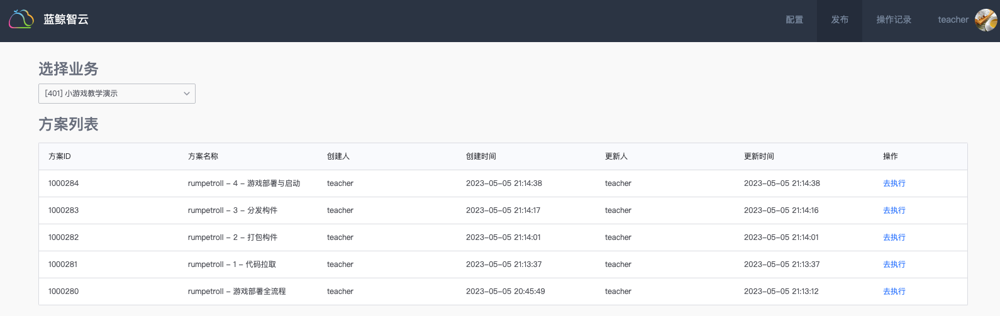 蓝鲸智云 配置 发布 操作记录 teacher
选择业务
[401] 小游戏教学演示
方案列表
方案ID 方案名称 创建人 创建时间 更新人 更新时间 操作
1000284 rumpetroll - 4 - 游戏部署与启动 teacher 2023-05-05 21:14:38 teacher 2023-05-05 21:14:38 去执行
1000283 rumpetroll - 3 - 分发构件 teacher 2023-05-05 21:14:17 teacher 2023-05-05 21:14:16 去执行
1000282 rumpetroll - 2 - 打包构件 teacher 2023-05-05 21:14:01 teacher 2023-05-05 21:14:01 去执行
1000281 rumpetroll - 1 - 代码拉取 teacher 2023-05-05 21:13:37 teacher 2023-05-05 21:13:37 去执行
1000280 rumpetroll - 游戏部署全流程 teacher 2023-05-05 20:45:49 teacher 2023-05-05 21:13:12 去执行